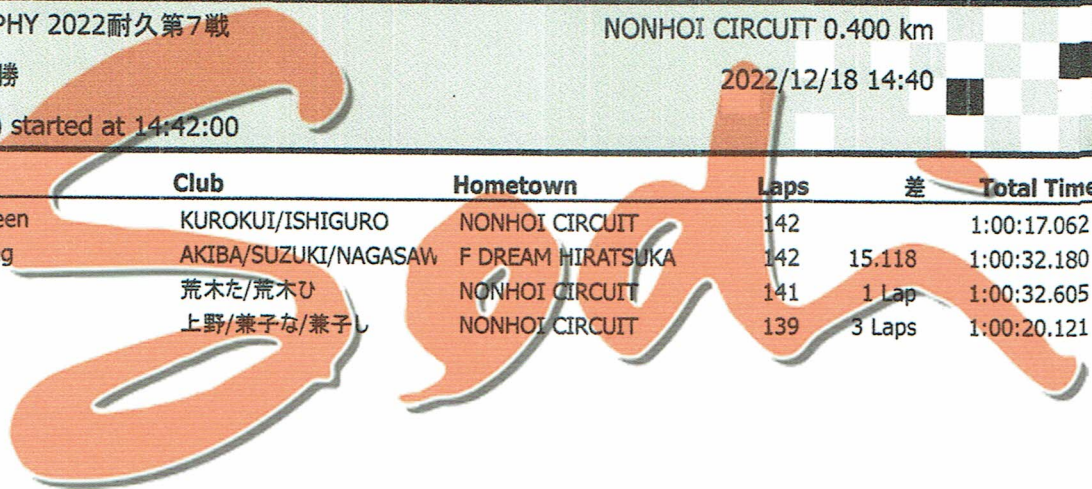 PHY 2022耐久第7戦 NONHOI CIRCUIT 0.400 km
勝 2022/12/18 14:40
started at 14:42:00
Club Hometown Laps 差 Total Time
een KUROKUI/ISHIGURO NONHOI CIRCUIT 142 1:00:17.062
g AKIBA/SUZUKI/NAGASAW F DREAM HIRATSUKA 142 15.118 1:00:32.180
荒木た/荒木ひ NONHOI CIRCUIT 141 1 Lap 1:00:32.605
上野/兼子な/兼子し NONHOI CIRCUIT 139 3 Laps 1:00:20.121
Sodi